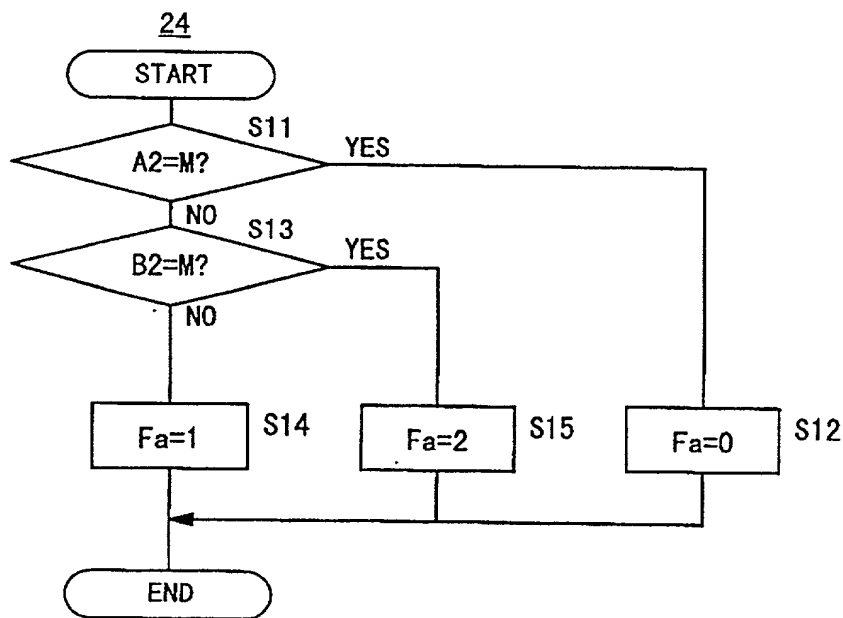 24
START
S11
A2=M?
YES
NO
S13
B2=M?
YES
NO
Fa=1
S14
Fa=2
S15
Fa=0
S12
END